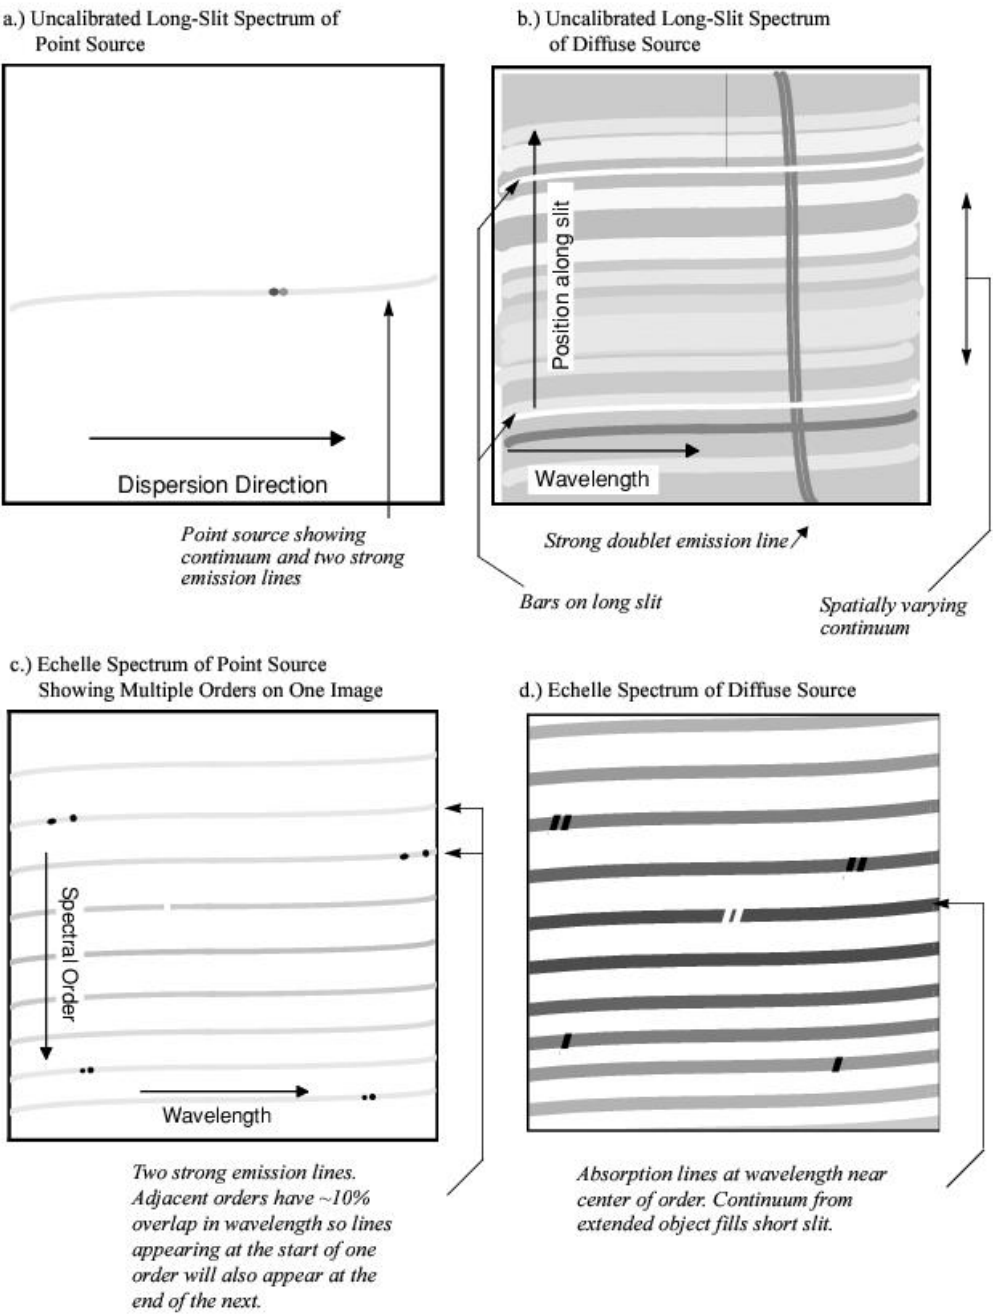 a.) Uncalibrated Long-Slit Spectrum of
Point Source
Dispersion Direction
Point source showing
continuum and two strong
emission lines
b.) Uncalibrated Long-Slit Spectrum
of Diffuse Source
Position along slit
Wavelength
Strong doublet emission line
Bars on long slit
Spatially varying
continuum
c.) Echelle Spectrum of Point Source
Showing Multiple Orders on One Image
Spectral Order
Wavelength
Two strong emission lines.
Adjacent orders have ~10%
overlap in wavelength so lines
appearing at the start of one
order will also appear at the
end of the next.
d.) Echelle Spectrum of Diffuse Source
Absorption lines at wavelength near
center of order. Continuum from
extended object fills short slit.